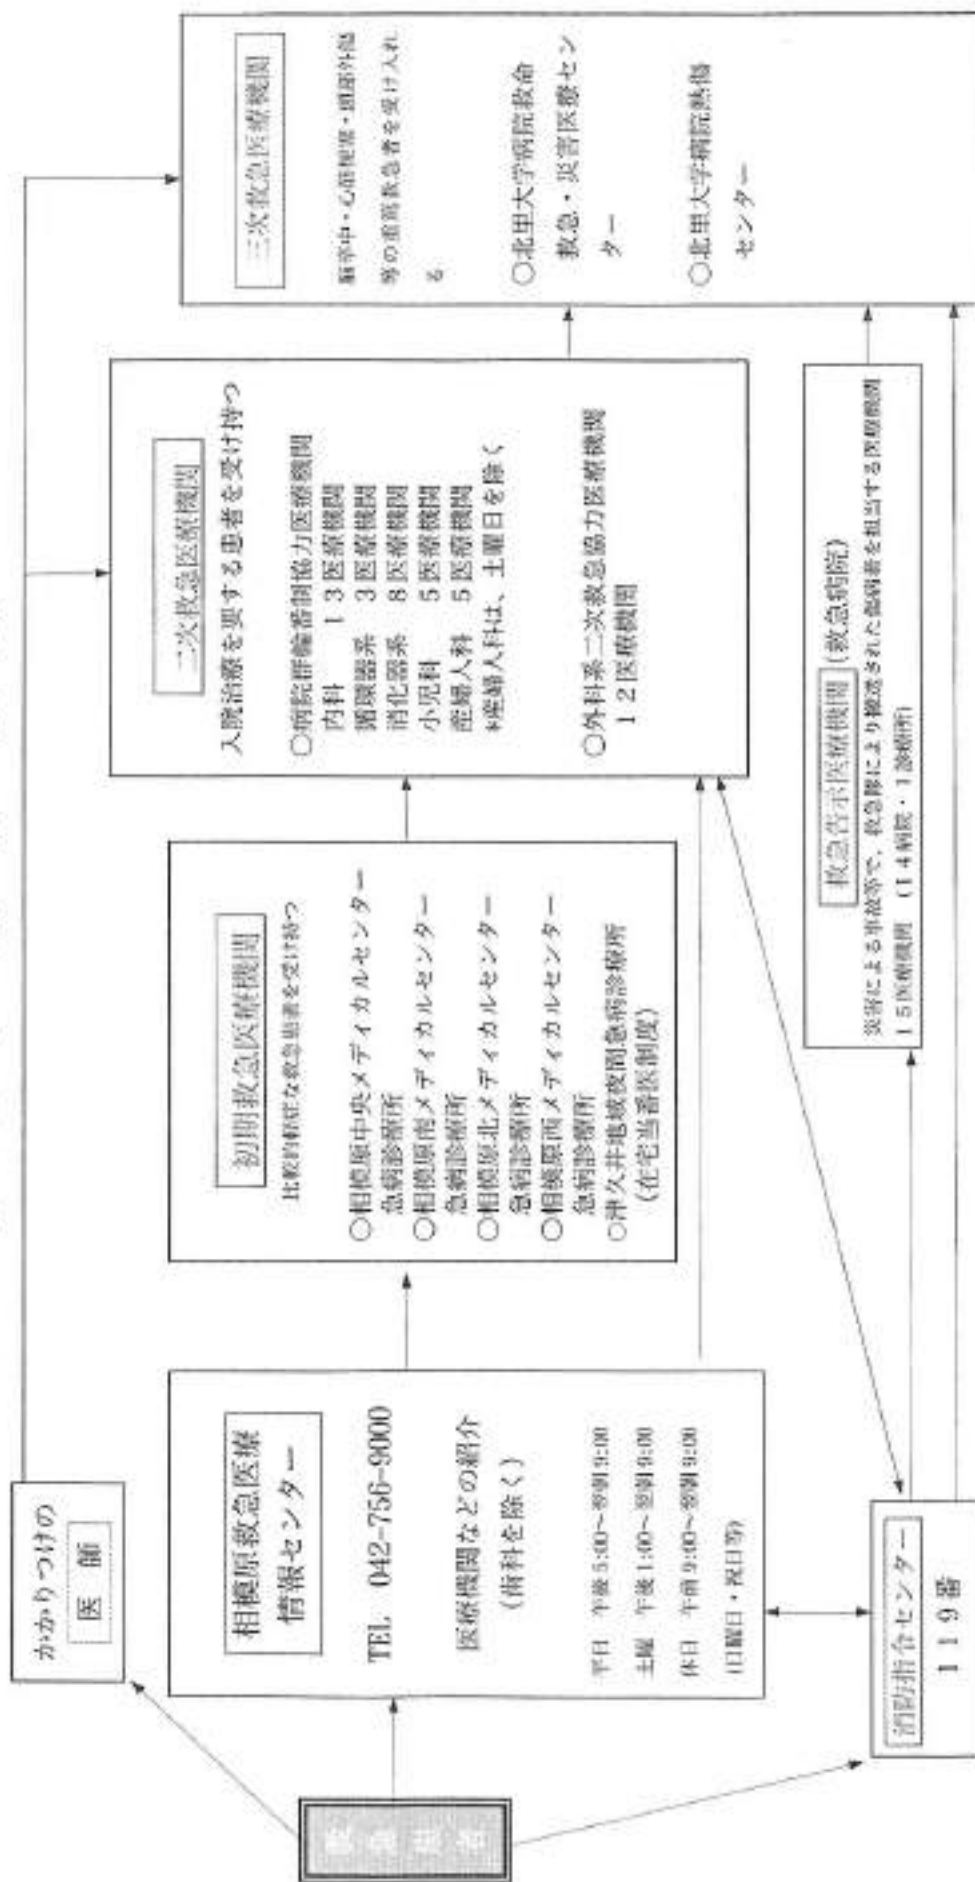 救急患者
かかりつけの
医師
相模原救急医療
情報センター
TEL 042-756-9000
医療機関などの紹介
(歯科を除く)
平日 午後5:00～翌朝9:00
土曜 午後1:00～翌朝9:00
休日 午前9:00～翌朝9:00
(日曜日・祝日等)
消防指令センター
119番
初期救急医療機関
比較的軽症な救急患者を受け持つ
○相模原中央メディカルセンター
急病診療所
○相模原南メディカルセンター
急病診療所
○相模原北メディカルセンター
急病診療所
○相模原西メディカルセンター
急病診療所
○津久井地域夜間急病診療所
(在宅当番医制度)
二次救急医療機関
入院治療を要する患者を受け持つ
○病院群輪番制協力医療機関
内科 13医療機関
循環器系 3医療機関
消化器系 8医療機関
小児科 5医療機関
産婦人科 5医療機関
*産婦人科は、土曜日を除く
○外科系二次救急協力医療機関
12医療機関
救急告示医療機関(救急病院)
災害による事故等で、救急隊により搬送された傷病者を担当する医療機関
15医療機関 (14病院・1診療所)
三次救急医療機関
脳卒中・心筋梗塞・頭部外傷
等の重篤救急患者を受け入れ
る
○北里大学病院救命
救急・災害医療セン
ター
○北里大学病院熱傷
センター